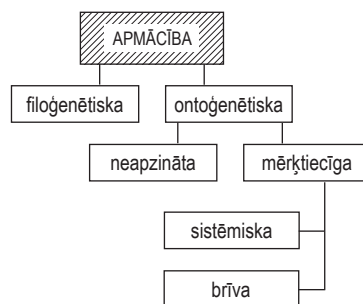 APMĀCĪBA
filoģenētiska
ontoģenētiska
neapzināta
mērķtiecīga
sistēmiska
brīva